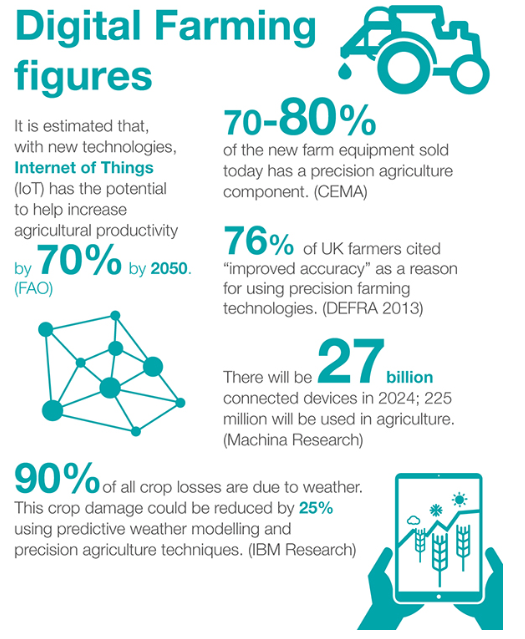 Digital Farming
figures
It is estimated that,
with new technologies,
Internet of Things
(IoT) has the potential
to help increase
agricultural productivity
by 70% by 2050.
(FAO)
70-80%
of the new farm equipment sold
today has a precision agriculture
component. (CEMA)
76% of UK farmers cited
“improved accuracy” as a reason
for using precision farming
technologies. (DEFRA 2013)
There will be 27 billion
connected devices in 2024; 225
million will be used in agriculture.
(Machina Research)
90% of all crop losses are due to weather.
This crop damage could be reduced by 25%
using predictive weather modelling and
precision agriculture techniques. (IBM Research)